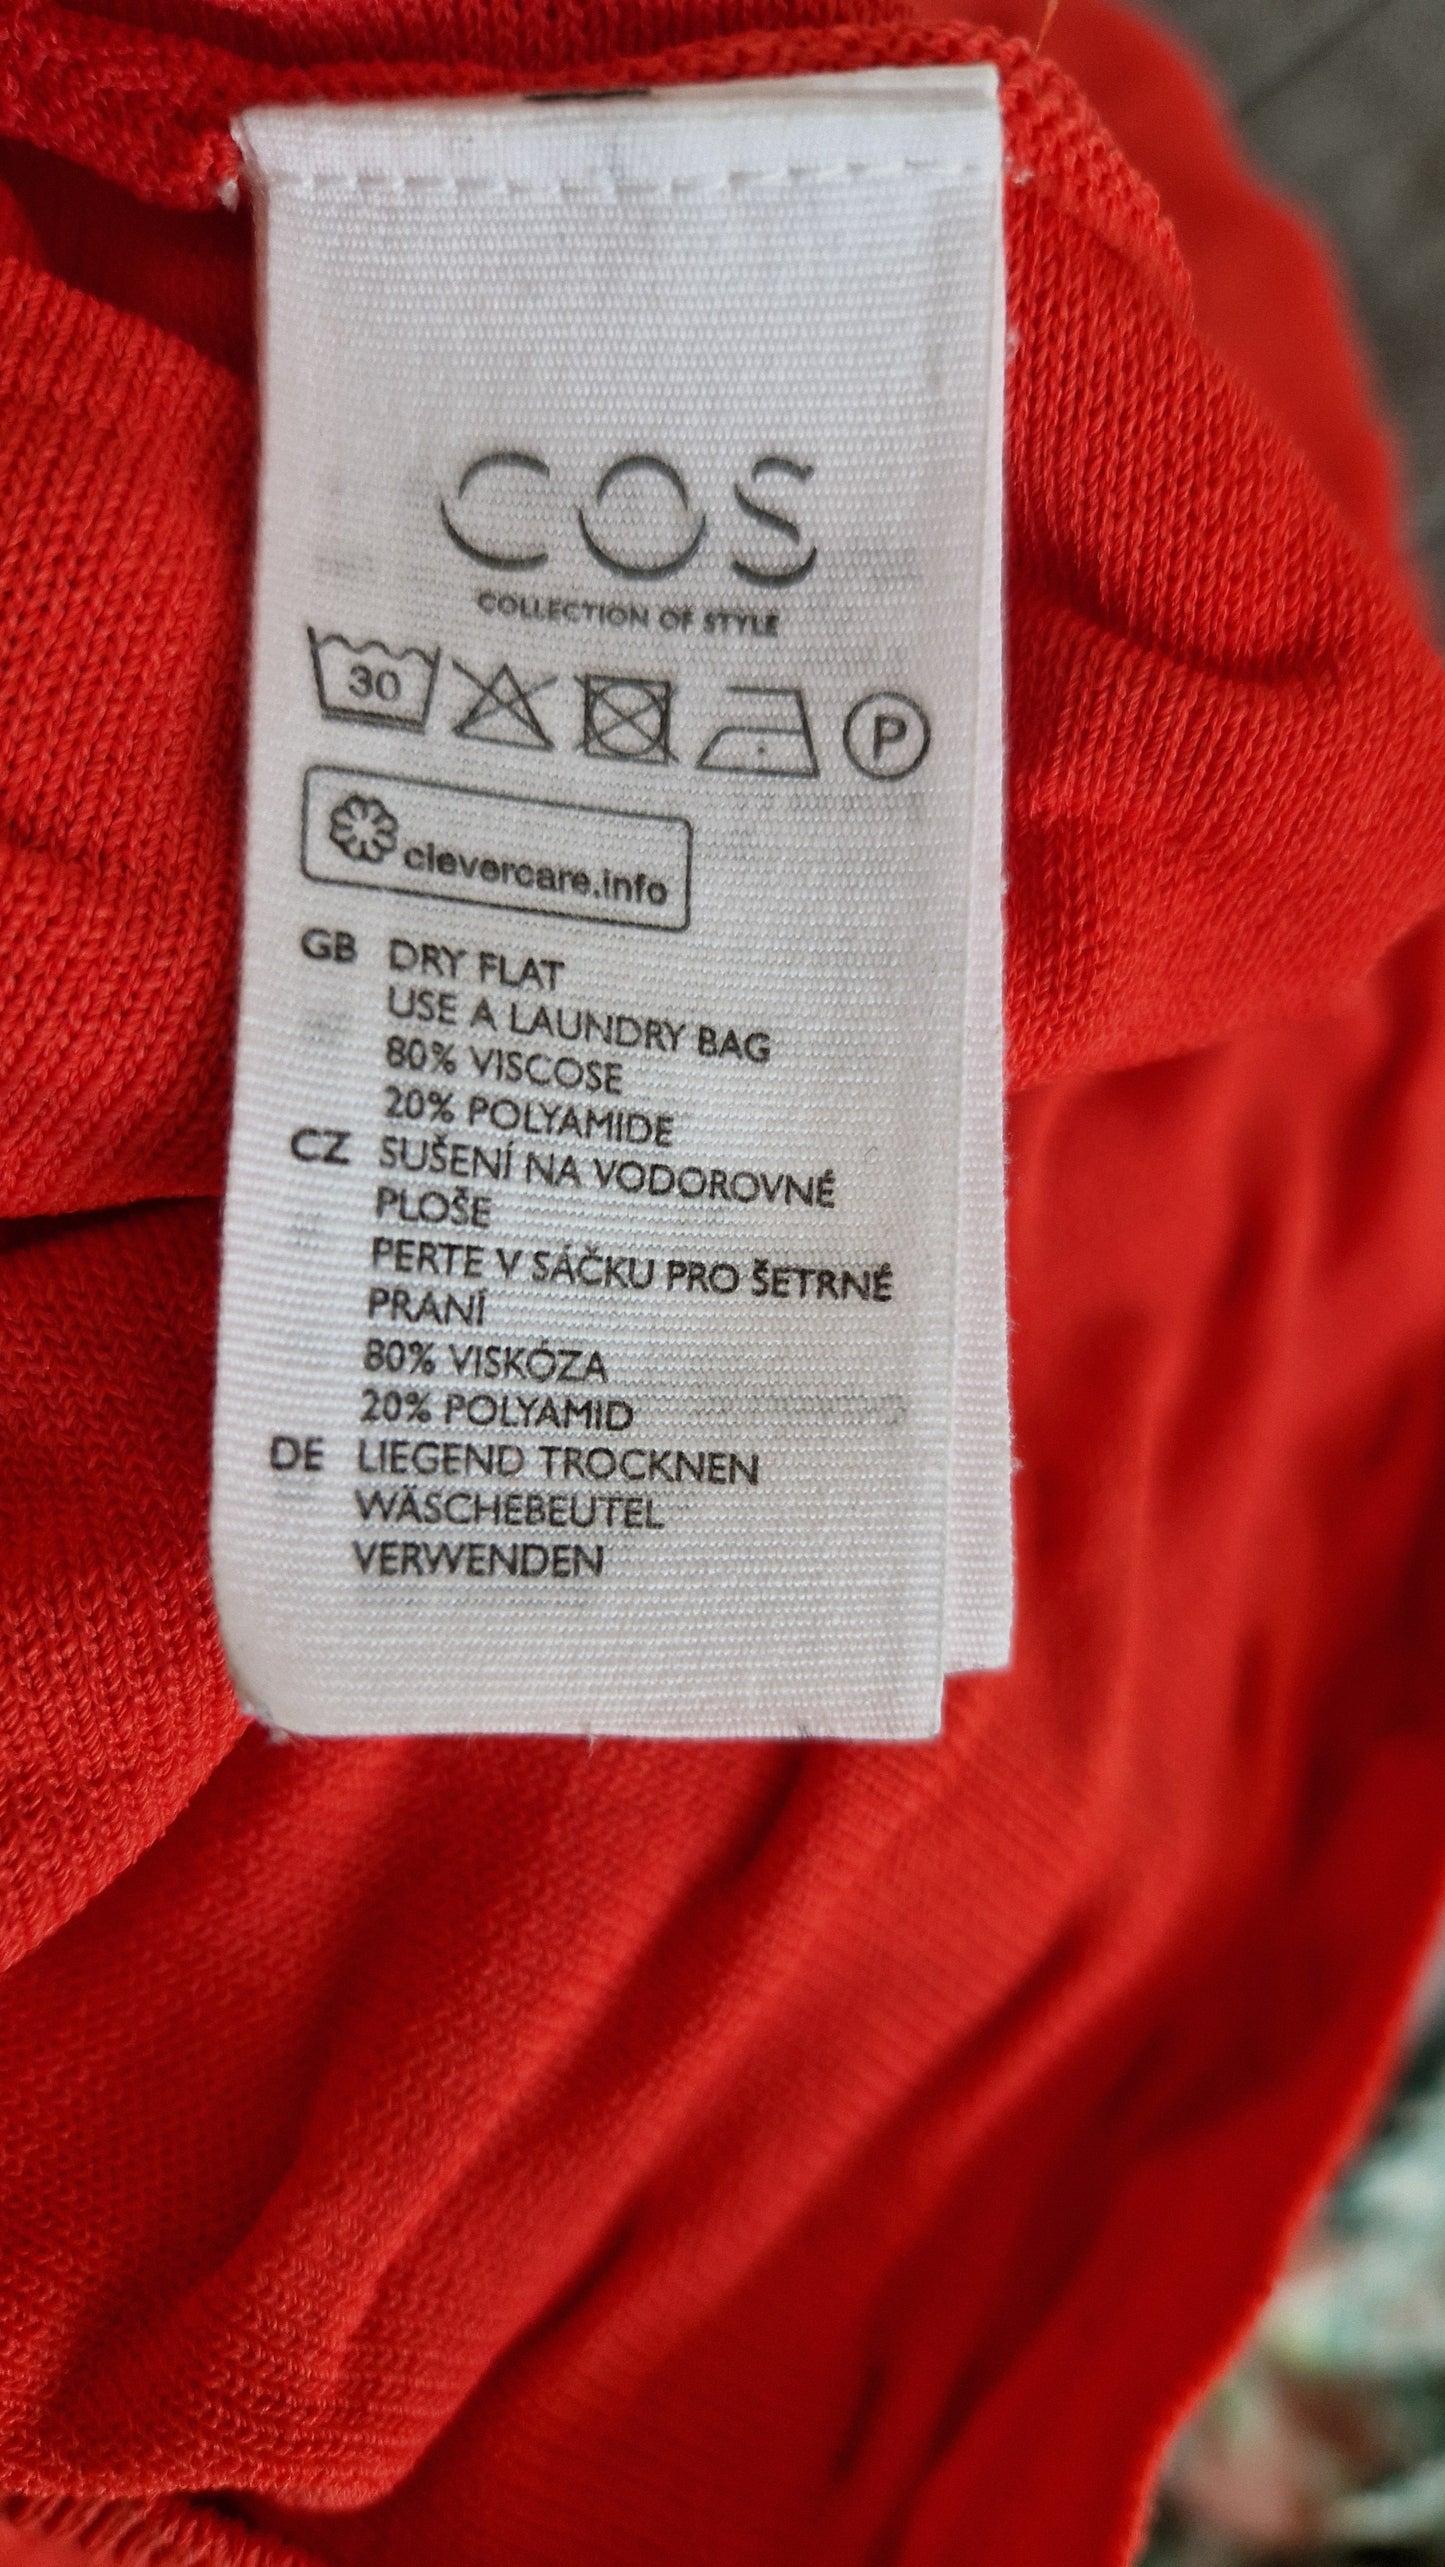 COS
COLLECTION OF STYLE
30
P
clevercare.info
GB DRY FLAT
USE A LAUNDRY BAG
80% VISCOSE
20% POLYAMIDE
CZ SUŠENÍ NA VODOROVNÉ
PLOŠE
PERTE V SÁČKU PRO ŠETRNÉ
PRANÍ
80% VISKÓZA
20% POLYAMID
DE LIEGEND TROCKNEN
WÄSCHEBEUTEL
VERWENDEN